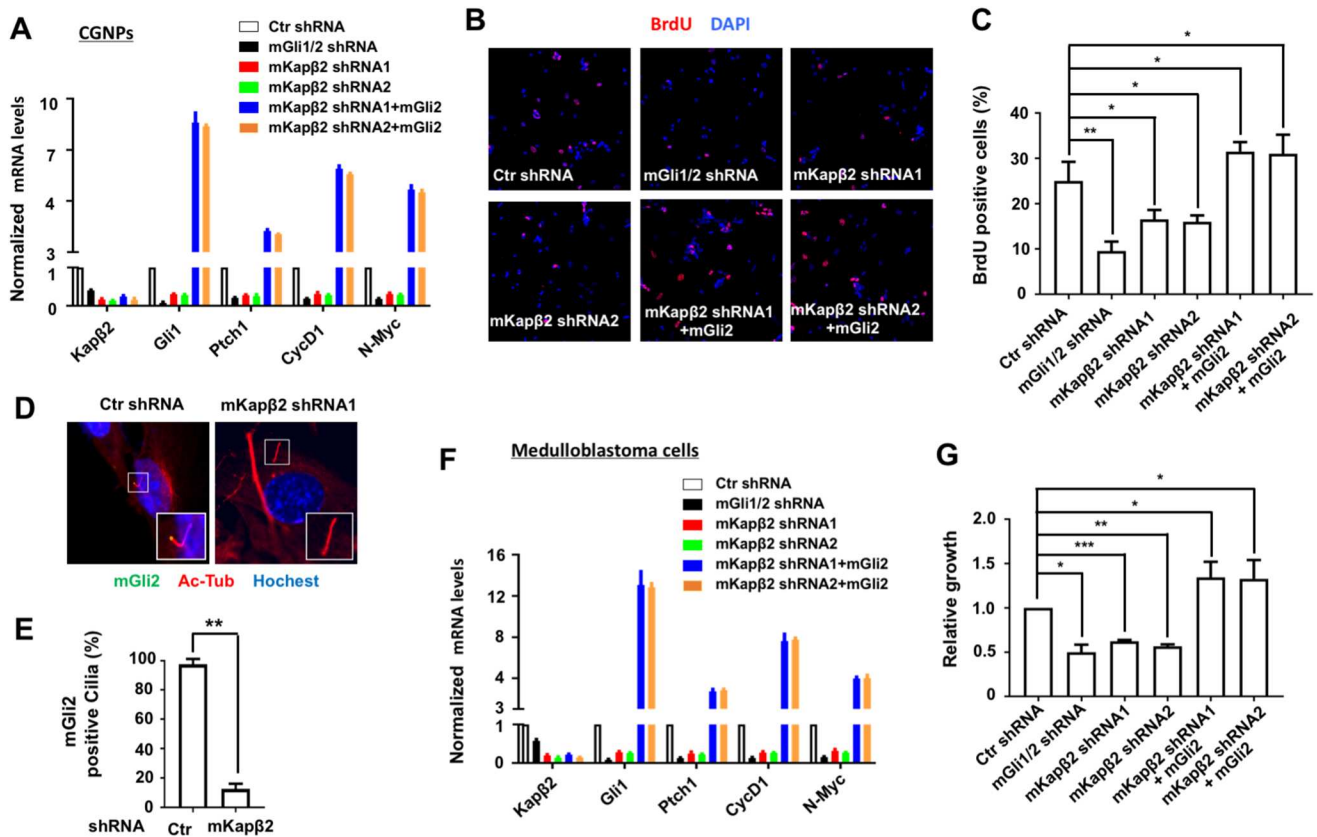 A
CGNPs
Ctr shRNA
mGli1/2 shRNA
mKapβ2 shRNA1
mKapβ2 shRNA2
mKapβ2 shRNA1+mGli2
mKapβ2 shRNA2+mGli2
Normalized mRNA levels
10
7
4
3
1
0
Kapβ2
Gli1
Ptch1
CycD1
N-Myc
B
BrdU DAPI
Ctr shRNA
mGli1/2 shRNA
mKapβ2 shRNA1
mKapβ2 shRNA2
mKapβ2 shRNA1
+mGli2
mKapβ2 shRNA2
+mGli2
C
BrdU positive cells (%)
40
30
20
10
0
*
*
*
*
**
Ctr shRNA
mGli1/2 shRNA
mKapβ2 shRNA1
mKapβ2 shRNA2
mKapβ2 shRNA1
+ mGli2
mKapβ2 shRNA2
+ mGli2
D
Ctr shRNA
mKapβ2 shRNA1
mGli2 Ac-Tub Hochest
E
mGli2
positive Cilia (%)
100
80
60
40
20
0
**
shRNA Ctr mKapβ2
F
Medulloblastoma cells
Ctr shRNA
mGli1/2 shRNA
mKapβ2 shRNA1
mKapβ2 shRNA2
mKapβ2 shRNA1+mGli2
mKapβ2 shRNA2+mGli2
Normalized mRNA levels
16
12
8
4
3
1
0
Kapβ2
Gli1
Ptch1
CycD1
N-Myc
G
Relative growth
2.0
1.5
1.0
0.5
0.0
*
*
**
***
*
Ctr shRNA
mGli1/2 shRNA
mKapβ2 shRNA1
mKapβ2 shRNA2
mKapβ2 shRNA1
+ mGli2
mKapβ2 shRNA2
+ mGli2